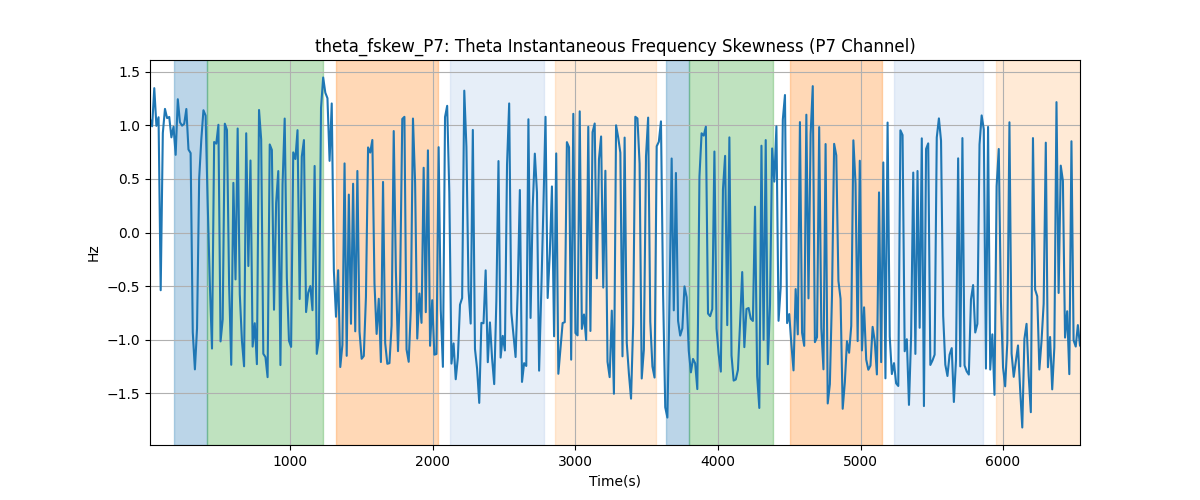 theta_fskew_P7: Theta Instantaneous Frequency Skewness (P7 Channel)
1.5
1.0
0.5
0.0
−0.5
−1.0
−1.5
Hz
1000 2000 3000 4000 5000 6000
Time(s)